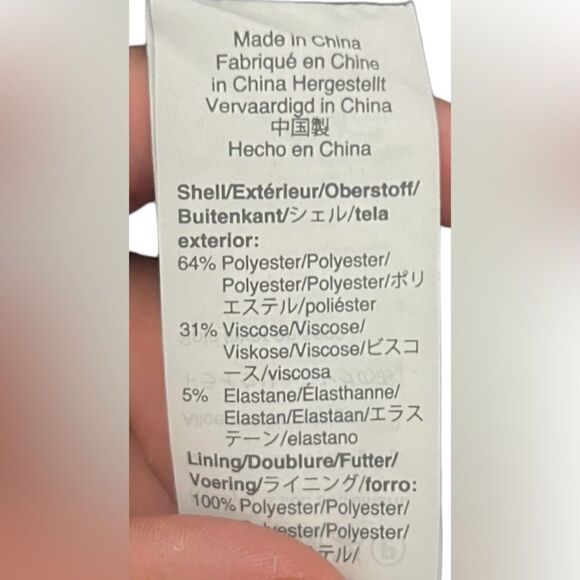 Made in China
Fabriqué en Chine
in China Hergestellt
Vervaardigd in China
中国製
Hecho en China
Shell/Extérieur/Oberstoff/
Buitenkant/シェル/tela
exterior:
64% Polyester/Polyester/
Polyester/Polyester/ポリ
エステル/poliéster
31% Viscose/Viscose/
Viskose/Viscose/ビスコ
ース/viscosa
5% Elastane/Élasthanne/
Elastan/Elastaan/エラス
テーン/elastano
Lining/Doublure/Futter/
Voering/ライニング/forro:
100% Polyester/Polyester/
/Polyester/